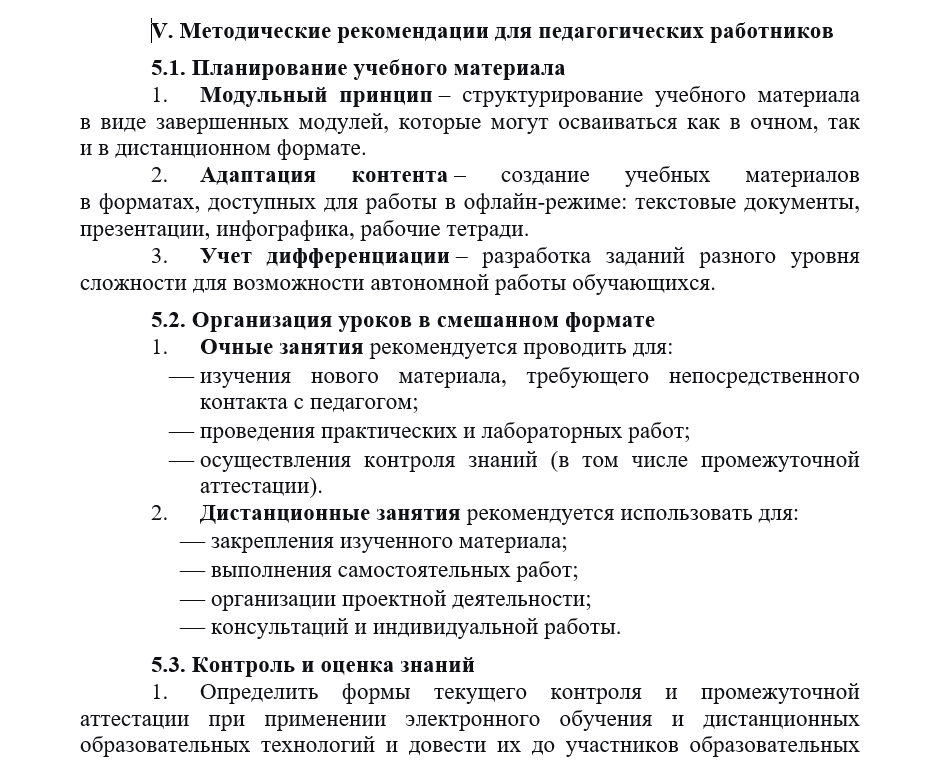 V. Методические рекомендации для педагогических работников
5.1. Планирование учебного материала
1. Модульный принцип – структурирование учебного материала
в виде завершенных модулей, которые могут осваиваться как в очном, так
и в дистанционном формате.
2. Адаптация контента – создание учебных материалов
в форматах, доступных для работы в офлайн-режиме: текстовые документы,
презентации, инфографика, рабочие тетради.
3. Учет дифференциации – разработка заданий разного уровня
сложности для возможности автономной работы обучающихся.
5.2. Организация уроков в смешанном формате
1. Очные занятия рекомендуется проводить для:
— изучения нового материала, требующего непосредственного
контакта с педагогом;
— проведения практических и лабораторных работ;
— осуществления контроля знаний (в том числе промежуточной
аттестации).
2. Дистанционные занятия рекомендуется использовать для:
— закрепления изученного материала;
— выполнения самостоятельных работ;
— организации проектной деятельности;
— консультаций и индивидуальной работы.
5.3. Контроль и оценка знаний
1. Определить формы текущего контроля и промежуточной
аттестации при применении электронного обучения и дистанционных
образовательных технологий и довести их до участников образовательных